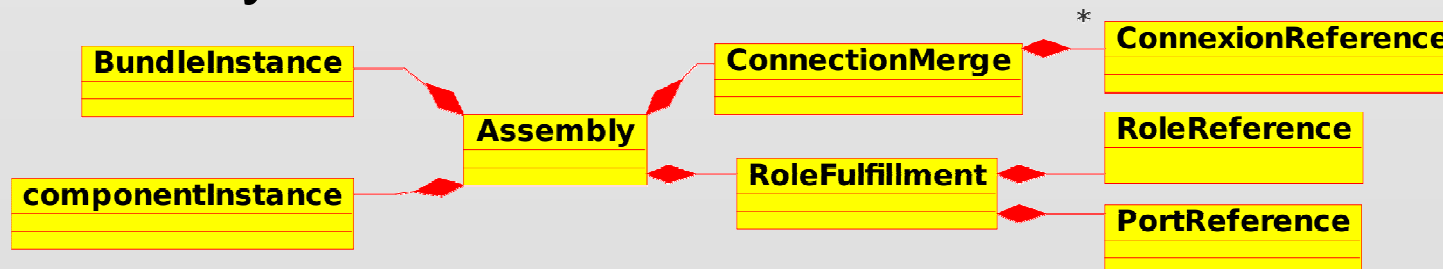 *
BundleInstance
ConnectionMerge
ConnexionReference
Assembly
RoleReference
componentInstance
RoleFulfillment
PortReference